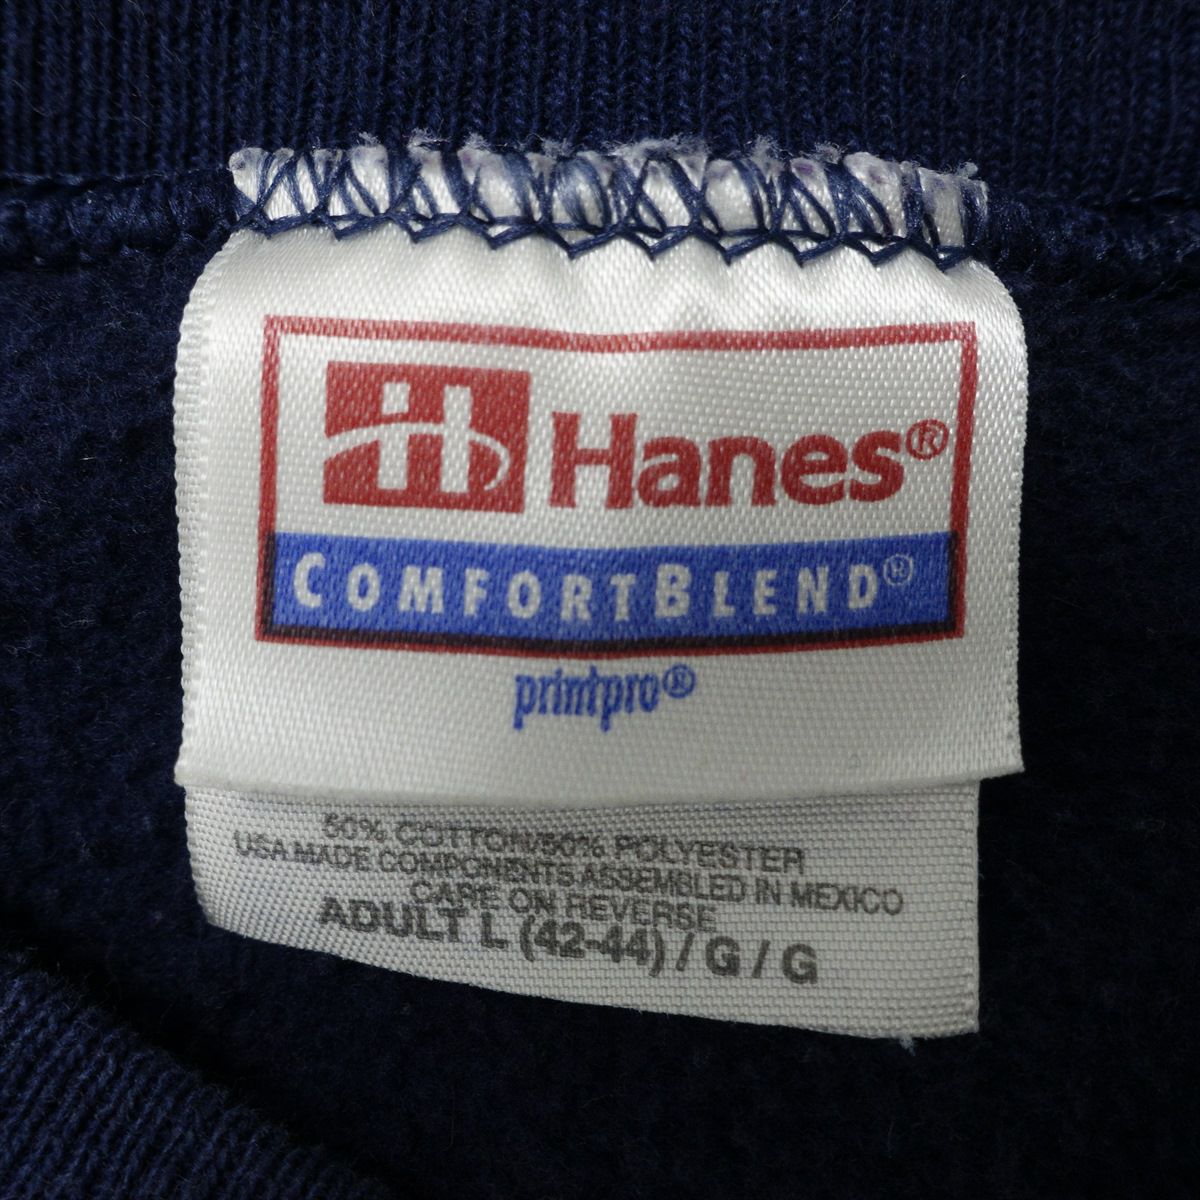 H Hanes®
COMFORTBLEND®
printpro®
50% COTTON/50% POLYESTER
USA MADE COMPONENTS ASSEMBLED IN MEXICO
CARE ON REVERSE
ADULT L (42-44) / G / G